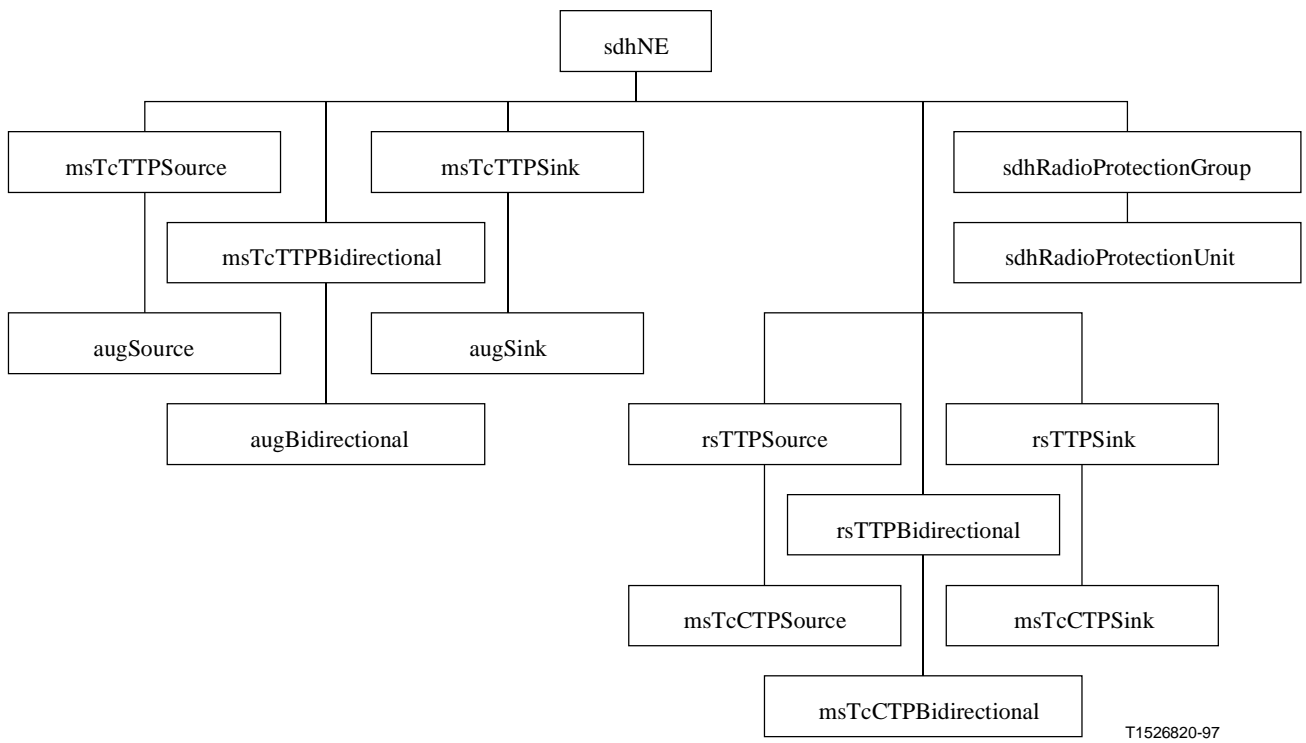 sdhNE
msTcTTPSource
msTcTTPSink
sdhRadioProtectionGroup
msTcTTPBidirectional
sdhRadioProtectionUnit
augSource
augSink
augBidirectional
rsTTPSource
rsTTPSink
rsTTPBidirectional
msTcCTPSource
msTcCTPSink
msTcCTPBidirectional
T1526820-97